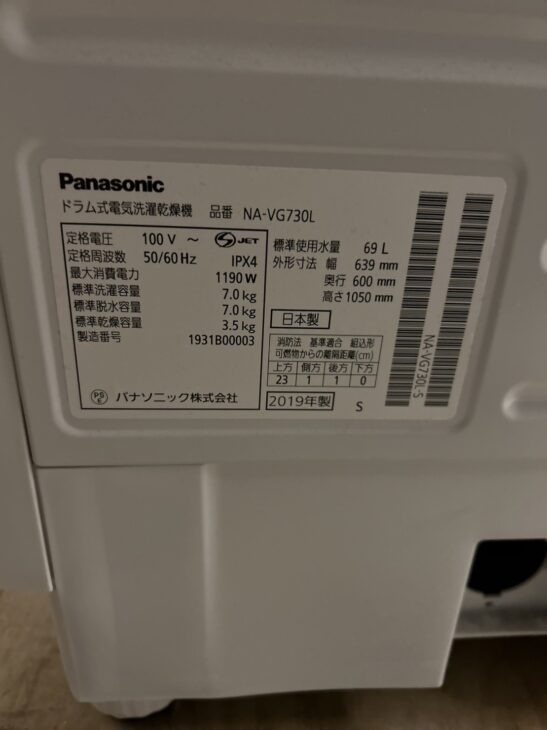 Panasonic
ドラム式電気洗濯乾燥機 品番 NA-VG730L
定格電圧 100 V ～ JET
定格周波数 50/60 Hz IPX4
最大消費電力 1190 W
標準洗濯容量 7.0 kg
標準脱水容量 7.0 kg
標準乾燥容量 3.5 kg
製造番号 1931B00003
PS E パナソニック株式会社
標準使用水量 69 L
外形寸法 幅 639 mm
奥行 600 mm
高さ 1050 mm
日本製
消防法 基準適合 組込形
可燃物からの離隔距離(cm)
上方 側方 後方 下方
23 1 1 0
2019年製 S
NA-VG730L-S